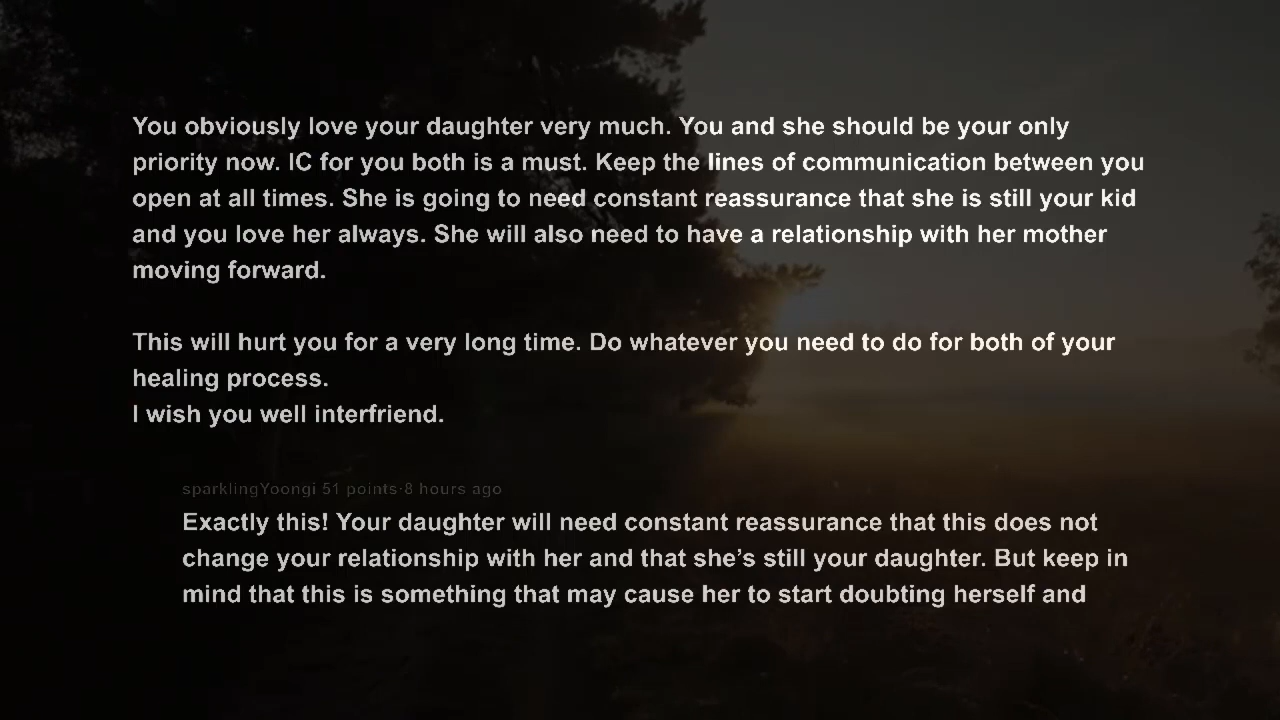 You obviously love your daughter very much. You and she should be your only
priority now. IC for you both is a must. Keep the lines of communication between you
open at all times. She is going to need constant reassurance that she is still your kid
and you love her always. She will also need to have a relationship with her mother
moving forward.
This will hurt you for a very long time. Do whatever you need to do for both of your
healing process.
I wish you well interfriend.
sparklingYoongi 51 points·8 hours ago
Exactly this! Your daughter will need constant reassurance that this does not
change your relationship with her and that she’s still your daughter. But keep in
mind that this is something that may cause her to start doubting herself and